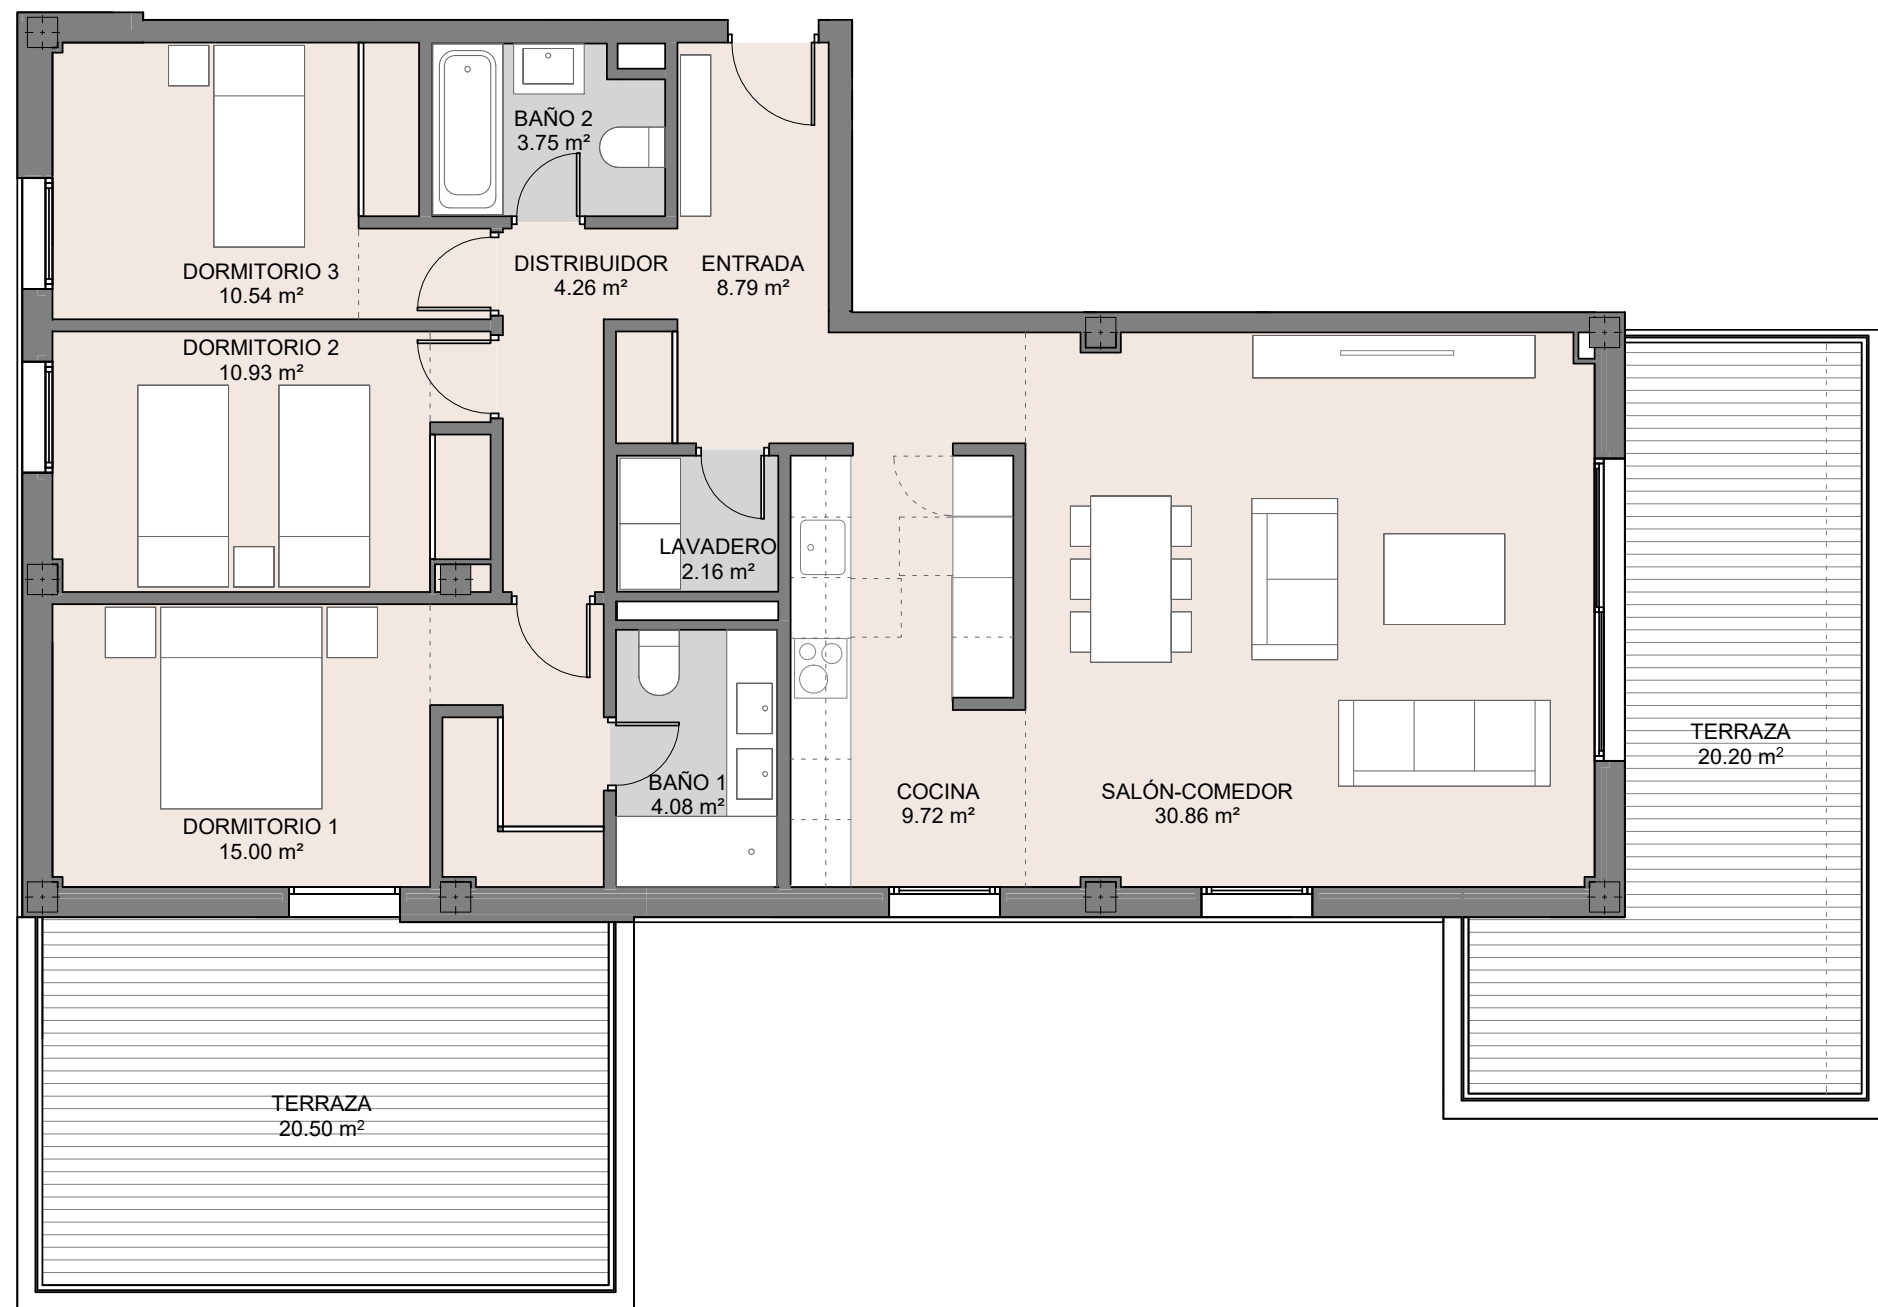 BAÑO 2
3.75 m²
DORMITORIO 3
10.54 m²
DISTRIBUIDOR
4.26 m²
ENTRADA
8.79 m²
DORMITORIO 2
10.93 m²
LAVADERO
2.16 m²
DORMITORIO 1
15.00 m²
BAÑO 1
4.08 m²
COCINA
9.72 m²
SALÓN-COMEDOR
30.86 m²
TERRAZA
20.20 m²
TERRAZA
20.50 m²